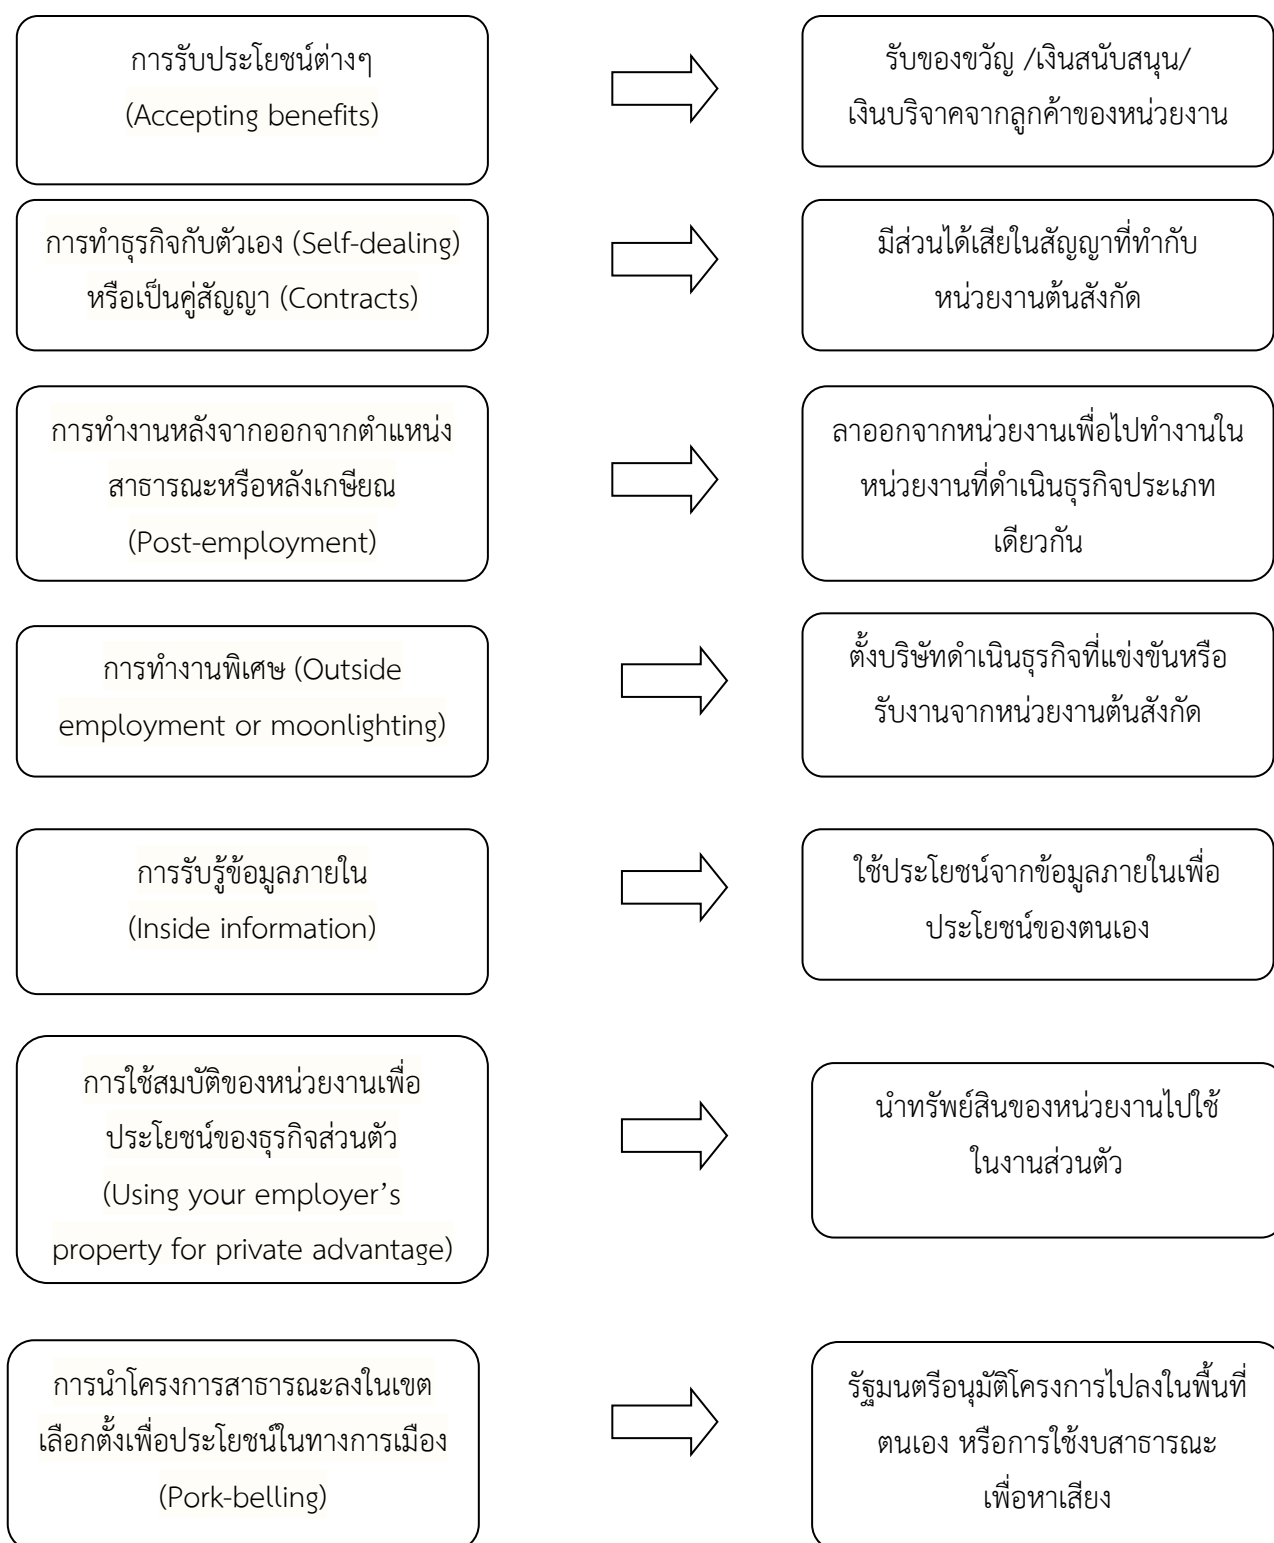 การรับประโยชน์ต่างๆ
(Accepting benefits)
รับของขวัญ /เงินสนับสนุน/
เงินบริจาคจากลูกค้าของหน่วยงาน
การทำธุรกิจกับตัวเอง (Self-dealing)
หรือเป็นคู่สัญญา (Contracts)
มีส่วนได้เสียในสัญญาที่ทำกับ
หน่วยงานต้นสังกัด
การทำงานหลังจากออกจากตำแหน่ง
สาธารณะหรือหลังเกษียณ
(Post-employment)
ลาออกจากหน่วยงานเพื่อไปทำงานใน
หน่วยงานที่ดำเนินธุรกิจประเภท
เดียวกัน
การทำงานพิเศษ (Outside
employment or moonlighting)
ตั้งบริษัทดำเนินธุรกิจที่แข่งขันหรือ
รับงานจากหน่วยงานต้นสังกัด
การรับรู้ข้อมูลภายใน
(Inside information)
ใช้ประโยชน์จากข้อมูลภายในเพื่อ
ประโยชน์ของตนเอง
การใช้สมบัติของหน่วยงานเพื่อ
ประโยชน์ของธุรกิจส่วนตัว
(Using your employer’s
property for private advantage)
นำทรัพย์สินของหน่วยงานไปใช้
ในงานส่วนตัว
การนำโครงการสาธารณะลงในเขต
เลือกตั้งเพื่อประโยชน์ในทางการเมือง
(Pork-belling)
รัฐมนตรีอนุมัติโครงการไปลงในพื้นที่
ตนเอง หรือการใช้งบสาธารณะ
เพื่อหาเสียง